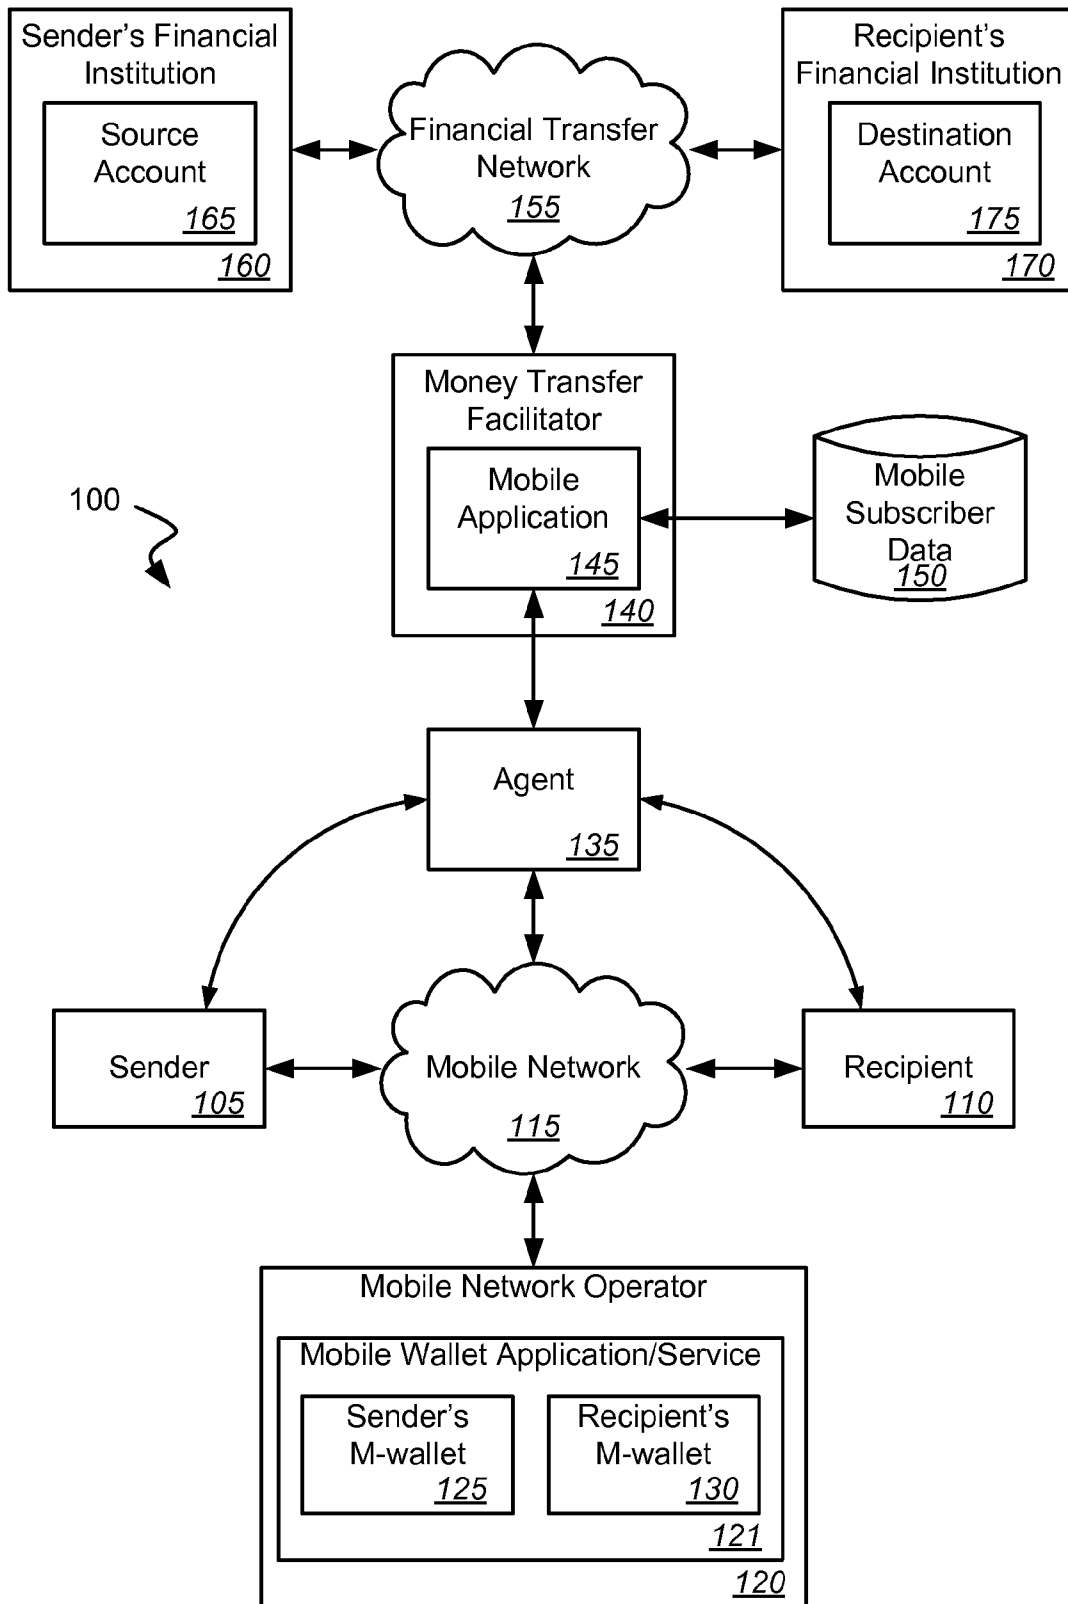 Sender's Financial
Institution
Source
Account
165
160
Financial Transfer
Network
155
Recipient's
Financial Institution
Destination
Account
175
170
Money Transfer
Facilitator
Mobile
Application
145
140
Mobile
Subscriber
Data
150
100
Agent
135
Sender
105
Mobile Network
115
Recipient
110
Mobile Network Operator
Mobile Wallet Application/Service
Sender's
M-wallet
125
Recipient's
M-wallet
130
121
120